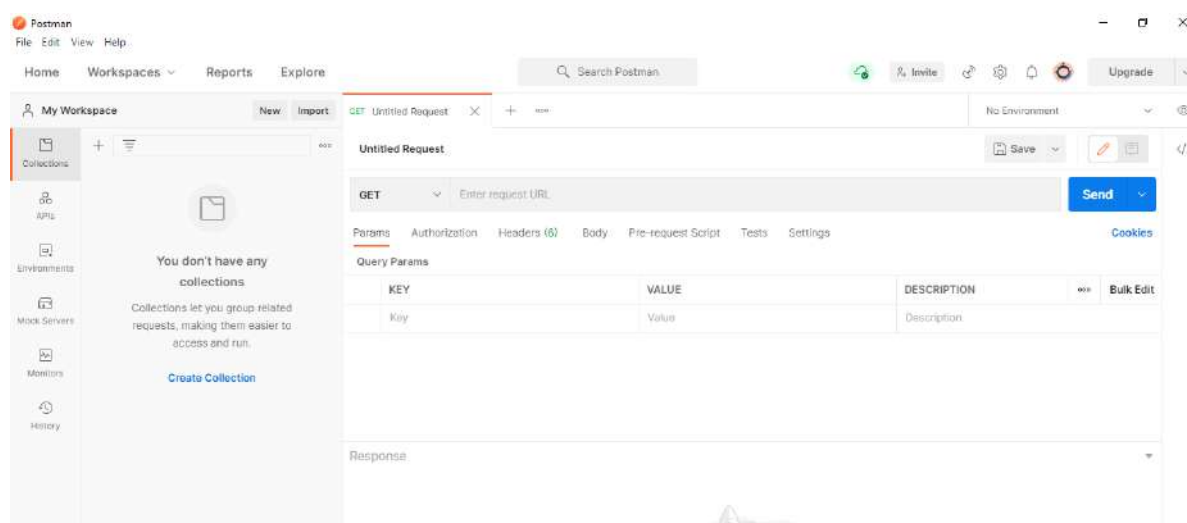 Postman
File Edit View Help
Home Workspaces Reports Explore Search Postman Invite Upgrade
My Workspace New Import GET Untitled Request No Environment
Collections
Untitled Request Save
APIs
GET Enter request URL Send
Params Authorization Headers (6) Body Pre-request Script Tests Settings Cookies
Environments
You don't have any
collections
Query Params
KEY VALUE DESCRIPTION Bulk Edit
Key Value Description
Mock Servers
Collections let you group related
requests, making them easier to
access and run.
Monitors
Create Collection
History
Response